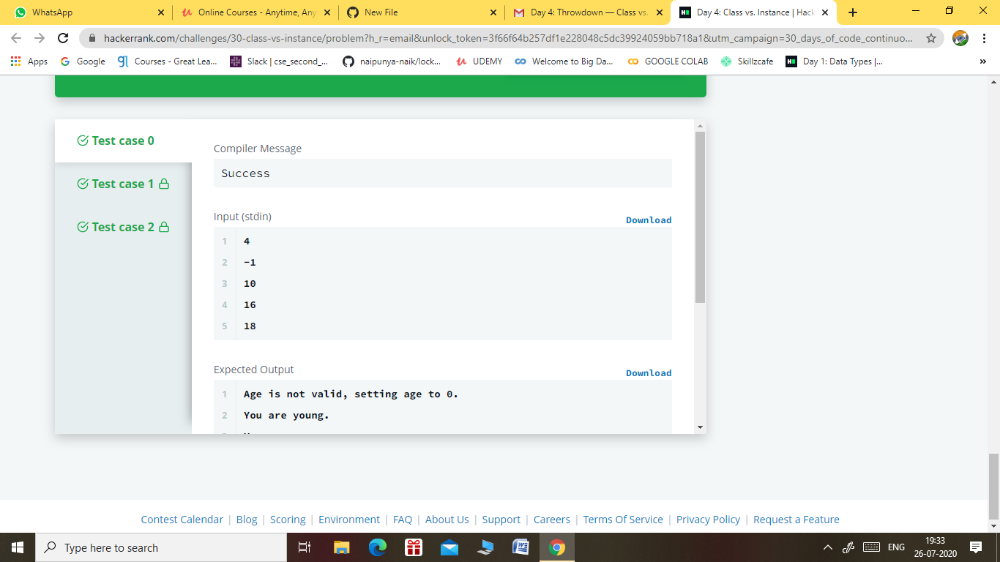 WhatsApp
Online Courses - Anytime, Any
New File
Day 4: Throwdown — Class vs.
Day 4: Class vs. Instance | Hack
hackerrank.com/challenges/30-class-vs-instance/problem?h_r=email&unlock_token=3f66f64b257df1e228048c5dc39924059bb718a1&utm_campaign=30_days_of_code_continuo...
Apps
Google
Courses - Great Lea...
Slack | cse_second_...
naipunya-naik/lock...
UDEMY
Welcome to Big Da...
GOOGLE COLAB
Skillzcafe
Day 1: Data Types |...
»
Test case 0
Test case 1
Test case 2
Compiler Message
Success
Input (stdin)
Download
1 4
2 -1
3 10
4 16
5 18
Expected Output
Download
1 Age is not valid, setting age to 0.
2 You are young.
Contest Calendar | Blog | Scoring | Environment | FAQ | About Us | Support | Careers | Terms Of Service | Privacy Policy | Request a Feature
Type here to search
ENG
19:33
26-07-2020